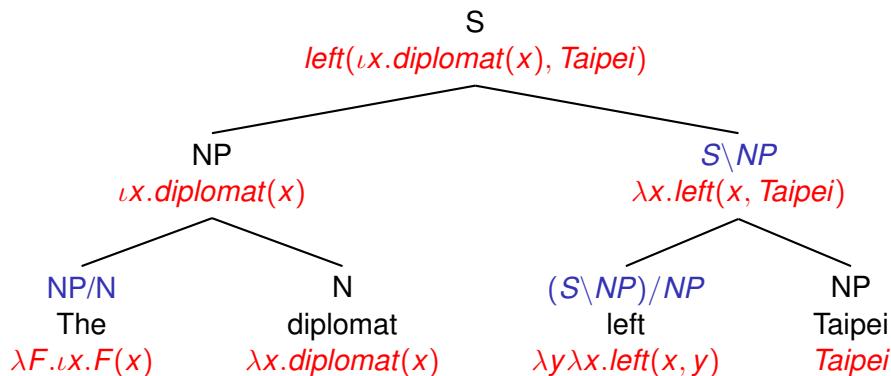 S
left(ιx.diplomat(x), Taipei)
NP S\NP
ιx.diplomat(x) λx.left(x, Taipei)
NP/N N (S\NP)/NP NP
The diplomat left Taipei
λF.ιx.F(x) λx.diplomat(x) λyλx.left(x, y) Taipei